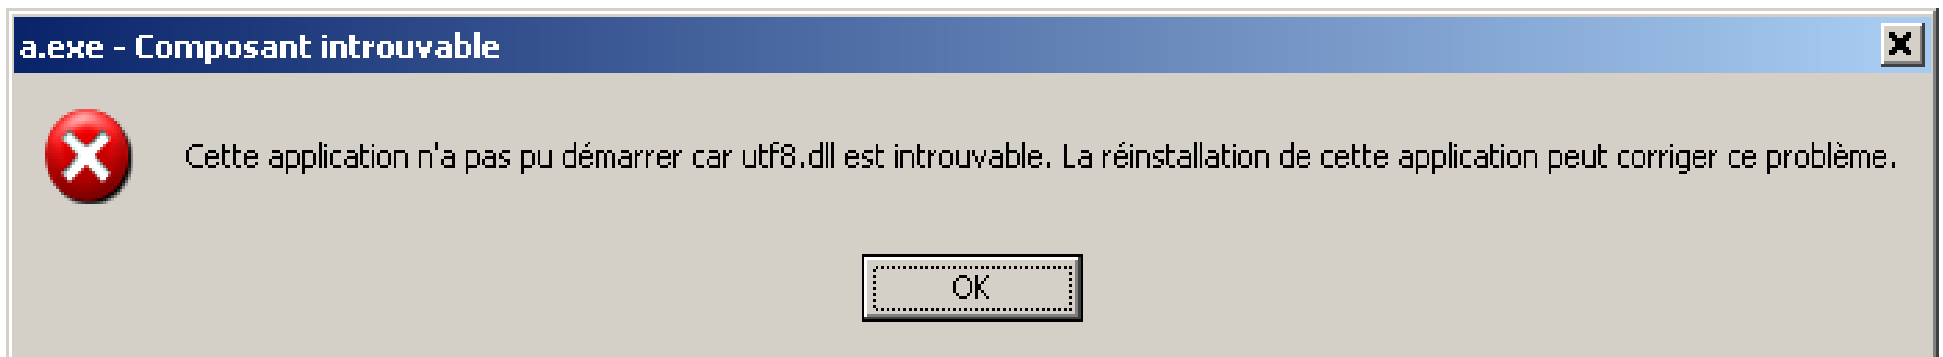 a.exe - Composant introuvable
Cette application n'a pas pu démarrer car utf8.dll est introuvable. La réinstallation de cette application peut corriger ce problème.
OK